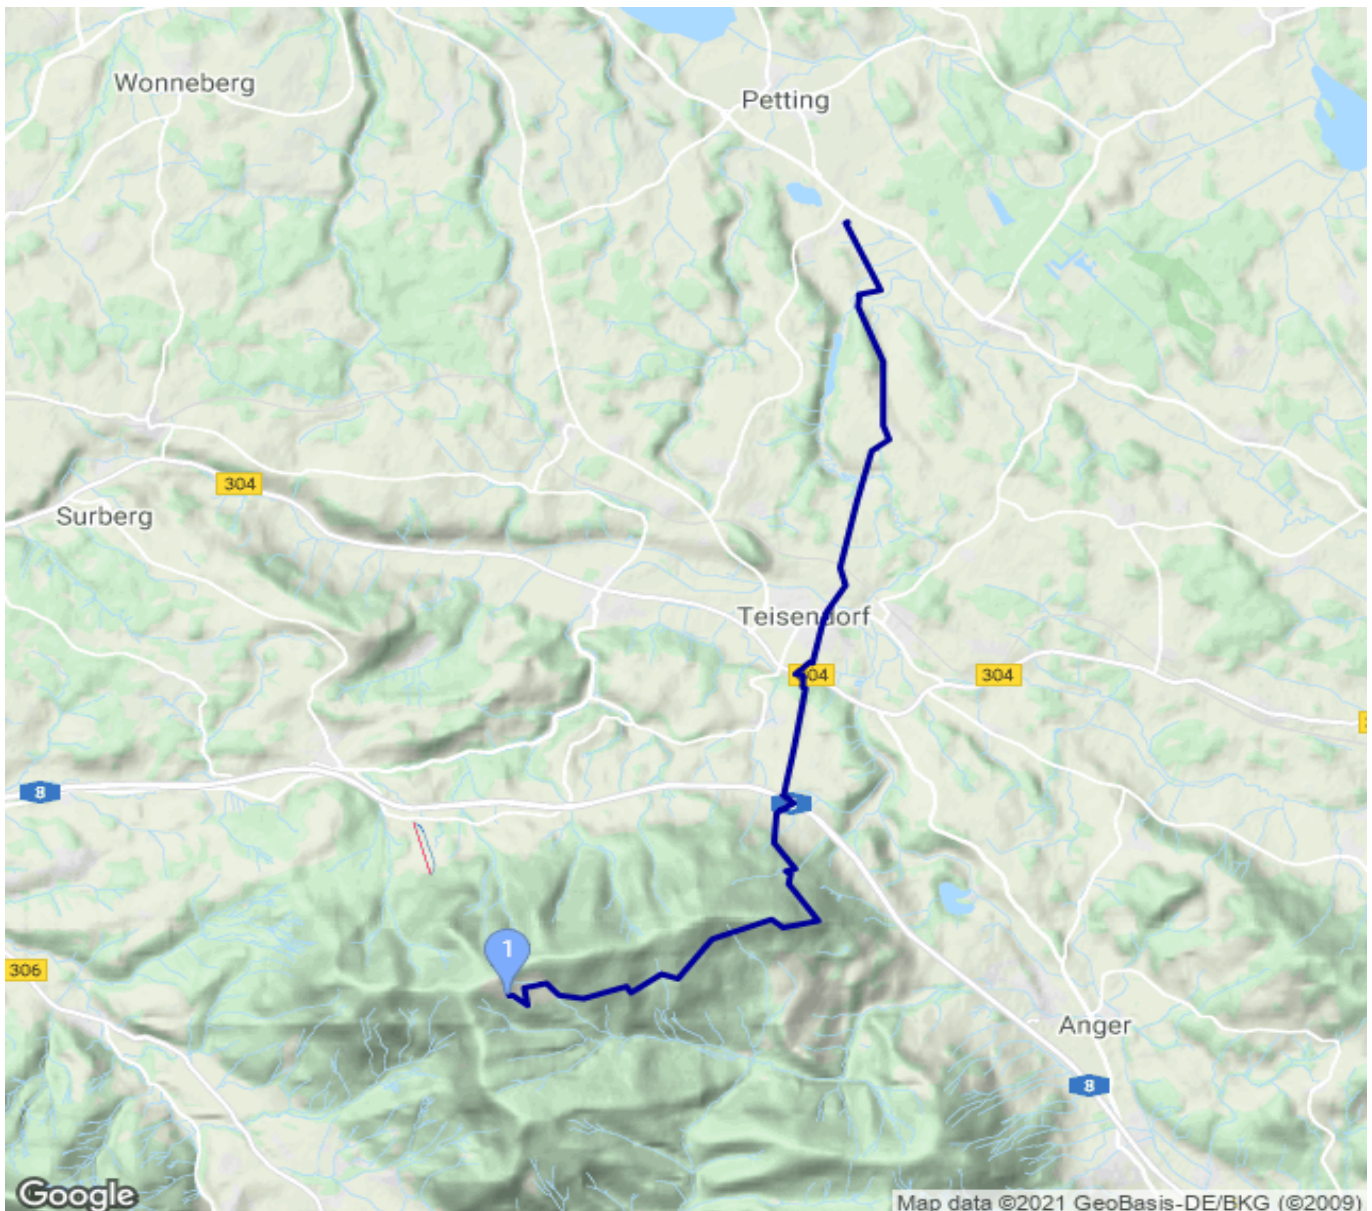 Wonneberg
Petting
304
Surberg
Teisendorf
304
304
8
1
306
Anger
8
Google
Map data ©2021 GeoBasis-DE/BKG (©2009)